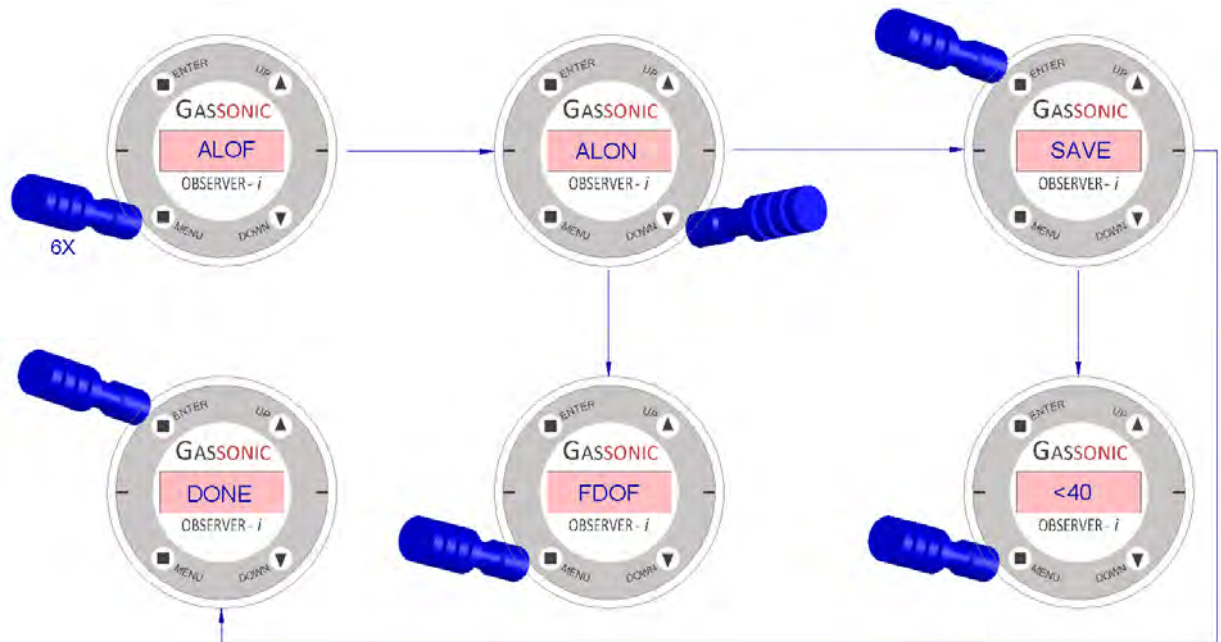 ENTER UP
GASSONIC
ALOF
OBSERVER-i
MENU DOWN
6X
ENTER UP
GASSONIC
ALON
OBSERVER-i
MENU DOWN
ENTER UP
GASSONIC
SAVE
OBSERVER-i
MENU DOWN
ENTER UP
GASSONIC
DONE
OBSERVER-i
MENU DOWN
ENTER UP
GASSONIC
FDOF
OBSERVER-i
MENU DOWN
ENTER UP
GASSONIC
<40
OBSERVER-i
MENU DOWN